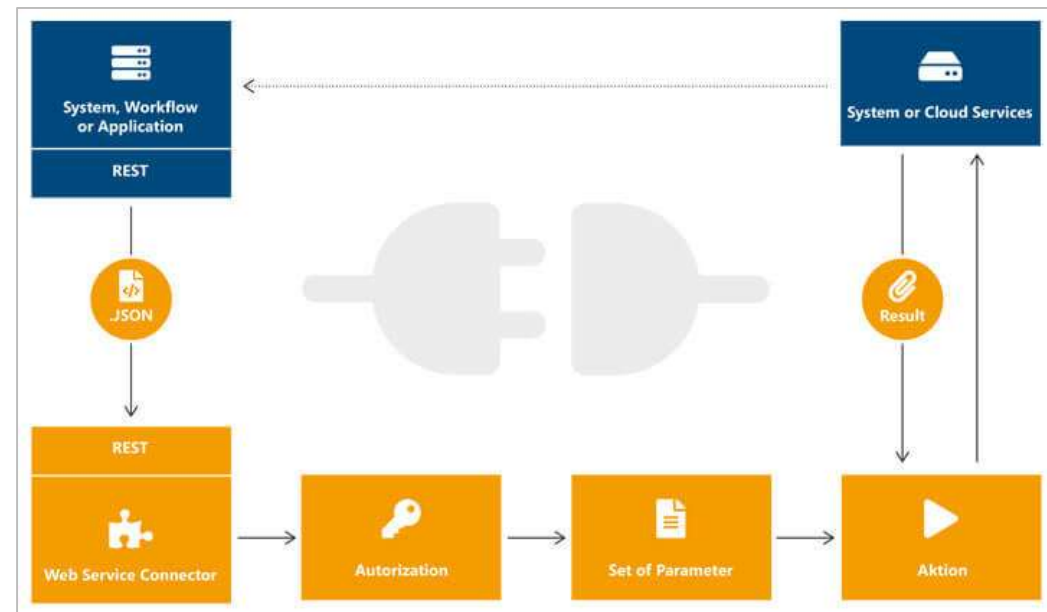 System, Workflow
or Application
REST
System or Cloud Services
.JSON
Result
REST
Web Service Connector
Autorization
Set of Parameter
Aktion